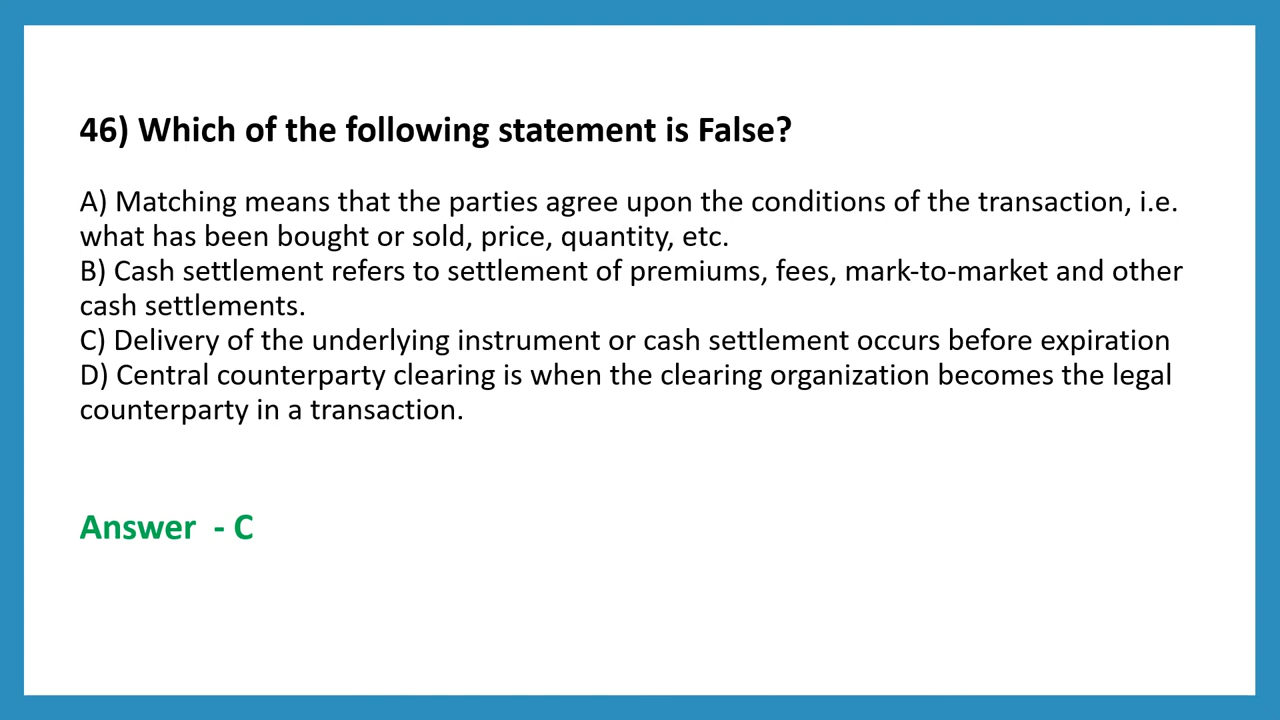 46) Which of the following statement is False?
A) Matching means that the parties agree upon the conditions of the transaction, i.e.
what has been bought or sold, price, quantity, etc.
B) Cash settlement refers to settlement of premiums, fees, mark-to-market and other
cash settlements.
C) Delivery of the underlying instrument or cash settlement occurs before expiration
D) Central counterparty clearing is when the clearing organization becomes the legal
counterparty in a transaction.
Answer  - C